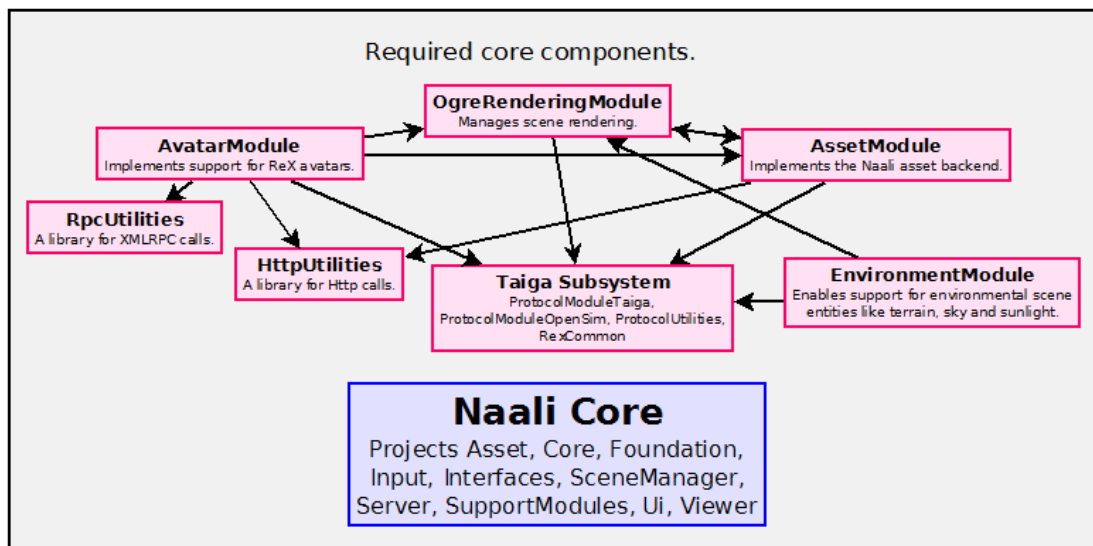 Required core components.
OgreRenderingModule
Manages scene rendering.
AvatarModule
Implements support for ReX avatars.
AssetModule
Implements the Naali asset backend.
RpcUtilities
A library for XMLRPC calls.
HttpUtilities
A library for Http calls.
Taiga Subsystem
ProtocolModuleTaiga,
ProtocolModuleOpenSim, ProtocolUtilities,
RexCommon
EnvironmentModule
Enables support for environmental scene
entities like terrain, sky and sunlight.
Naali Core
Projects Asset, Core, Foundation,
Input, Interfaces, SceneManager,
Server, SupportModules, Ui, Viewer